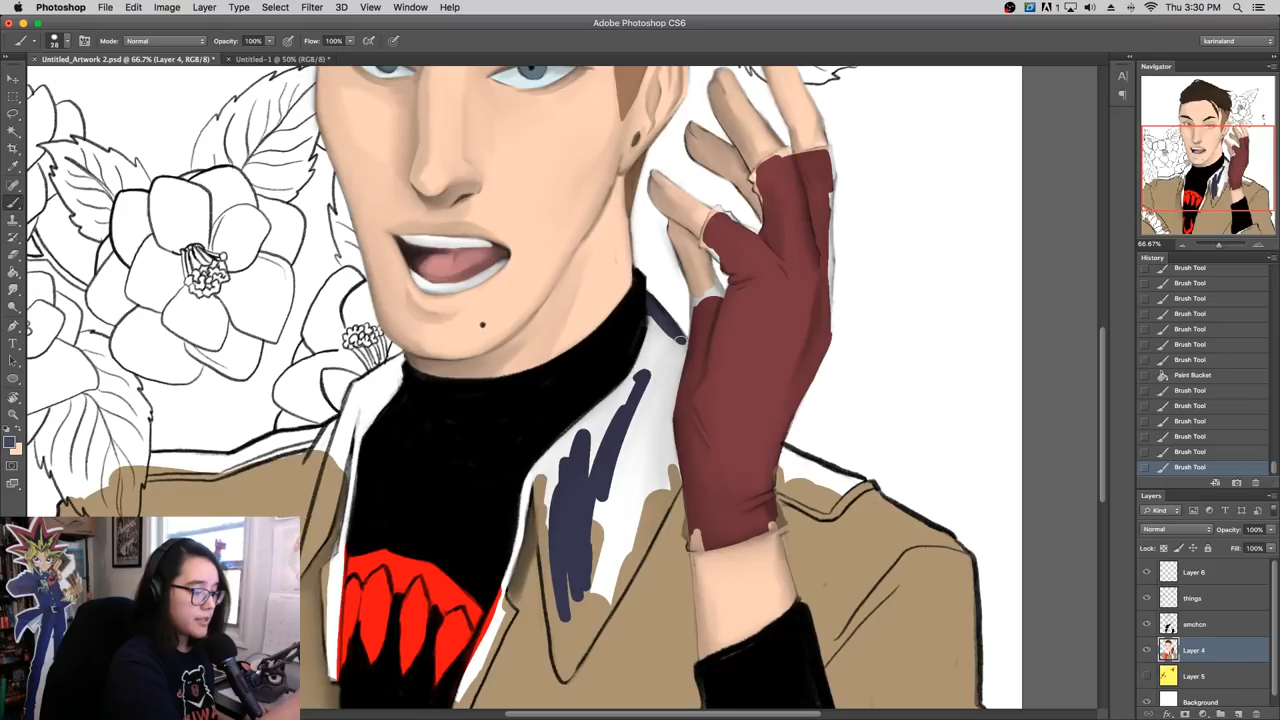 Photoshop File Edit Image Layer Type Select Filter 3D View Window Help
1 Thu 3:30 PM
Adobe Photoshop CS6
28 Mode: Normal Opacity: 100% Flow: 100% karinaland
× Untitled_Artwork 2.psd @ 66.7% (Layer 4, RGB/8) * × Untitled-1 @ 50% (RGB/8) *
Navigator
66.67%
History
Brush Tool
Brush Tool
Brush Tool
Brush Tool
Brush Tool
Brush Tool
Brush Tool
Paint Bucket
Brush Tool
Brush Tool
Brush Tool
Brush Tool
Brush Tool
Brush Tool
Layers
Kind
Normal Opacity: 100%
Lock: Fill: 100%
Layer 6
things
smchcn
Layer 4
Layer 5
Background